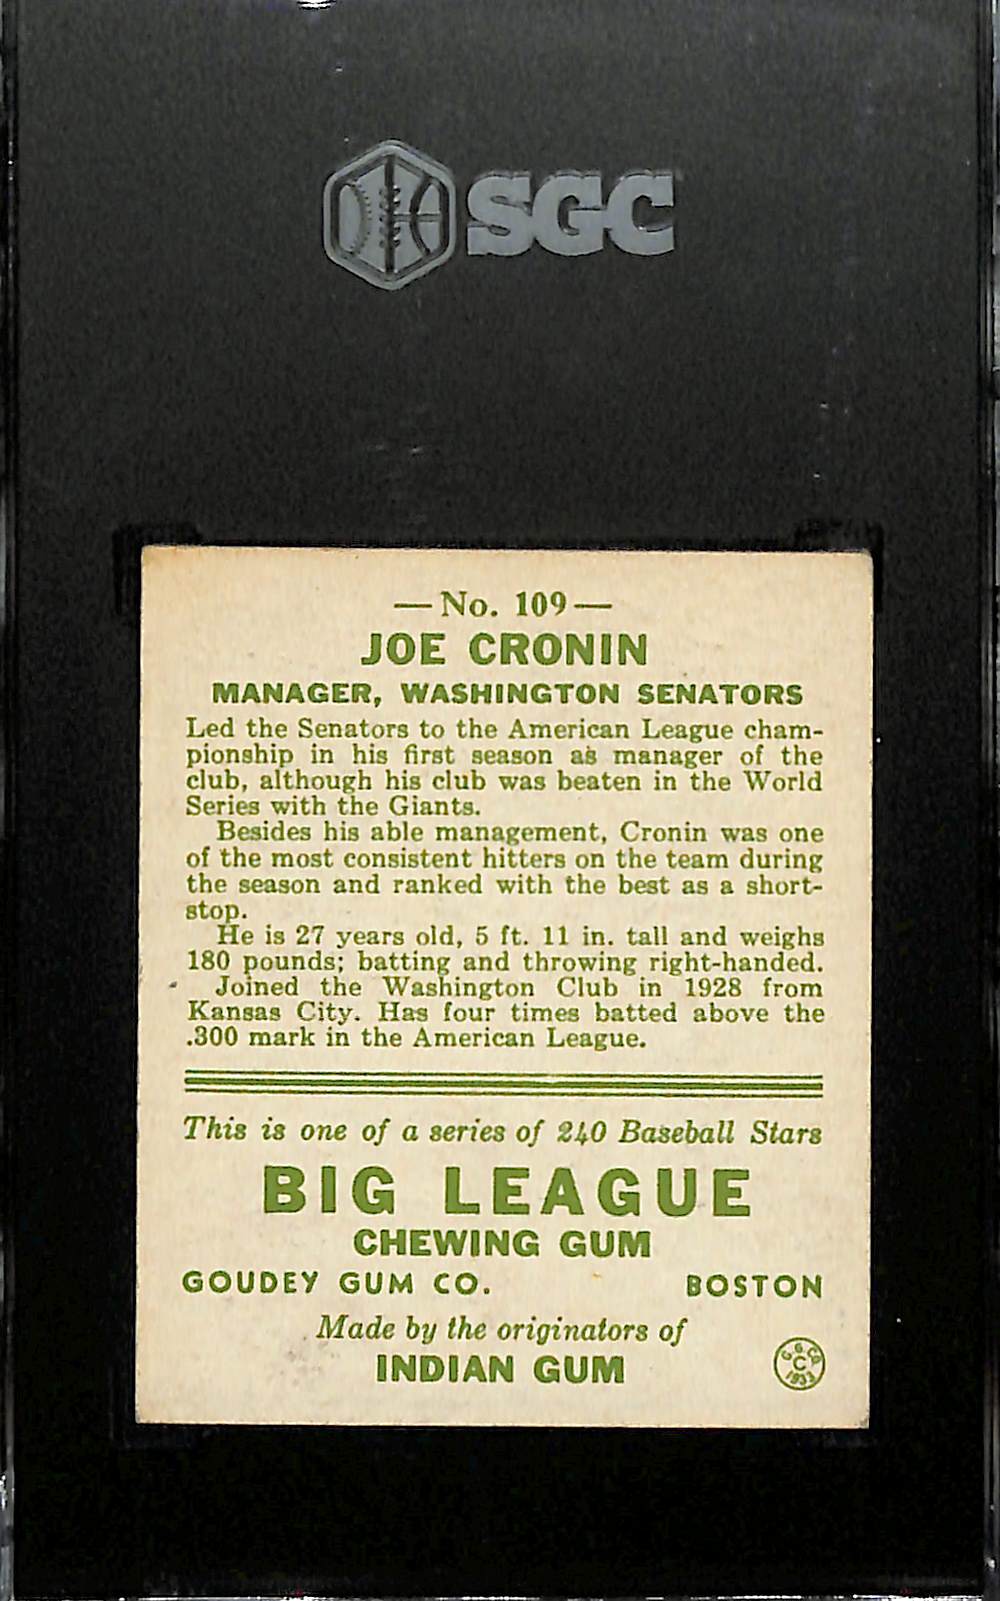 SGC
— No. 109 —
JOE CRONIN
MANAGER, WASHINGTON SENATORS
Led the Senators to the American League cham-
pionship in his first season as manager of the
club, although his club was beaten in the World
Series with the Giants.
Besides his able management, Cronin was one
of the most consistent hitters on the team during
the season and ranked with the best as a short-
stop.
He is 27 years old, 5 ft. 11 in. tall and weighs
180 pounds; batting and throwing right-handed.
Joined the Washington Club in 1928 from
Kansas City. Has four times batted above the
.300 mark in the American League.
This is one of a series of 240 Baseball Stars
BIG LEAGUE
CHEWING GUM
GOUDEY GUM CO. BOSTON
Made by the originators of
INDIAN GUM
G. G. Co.
C
1933